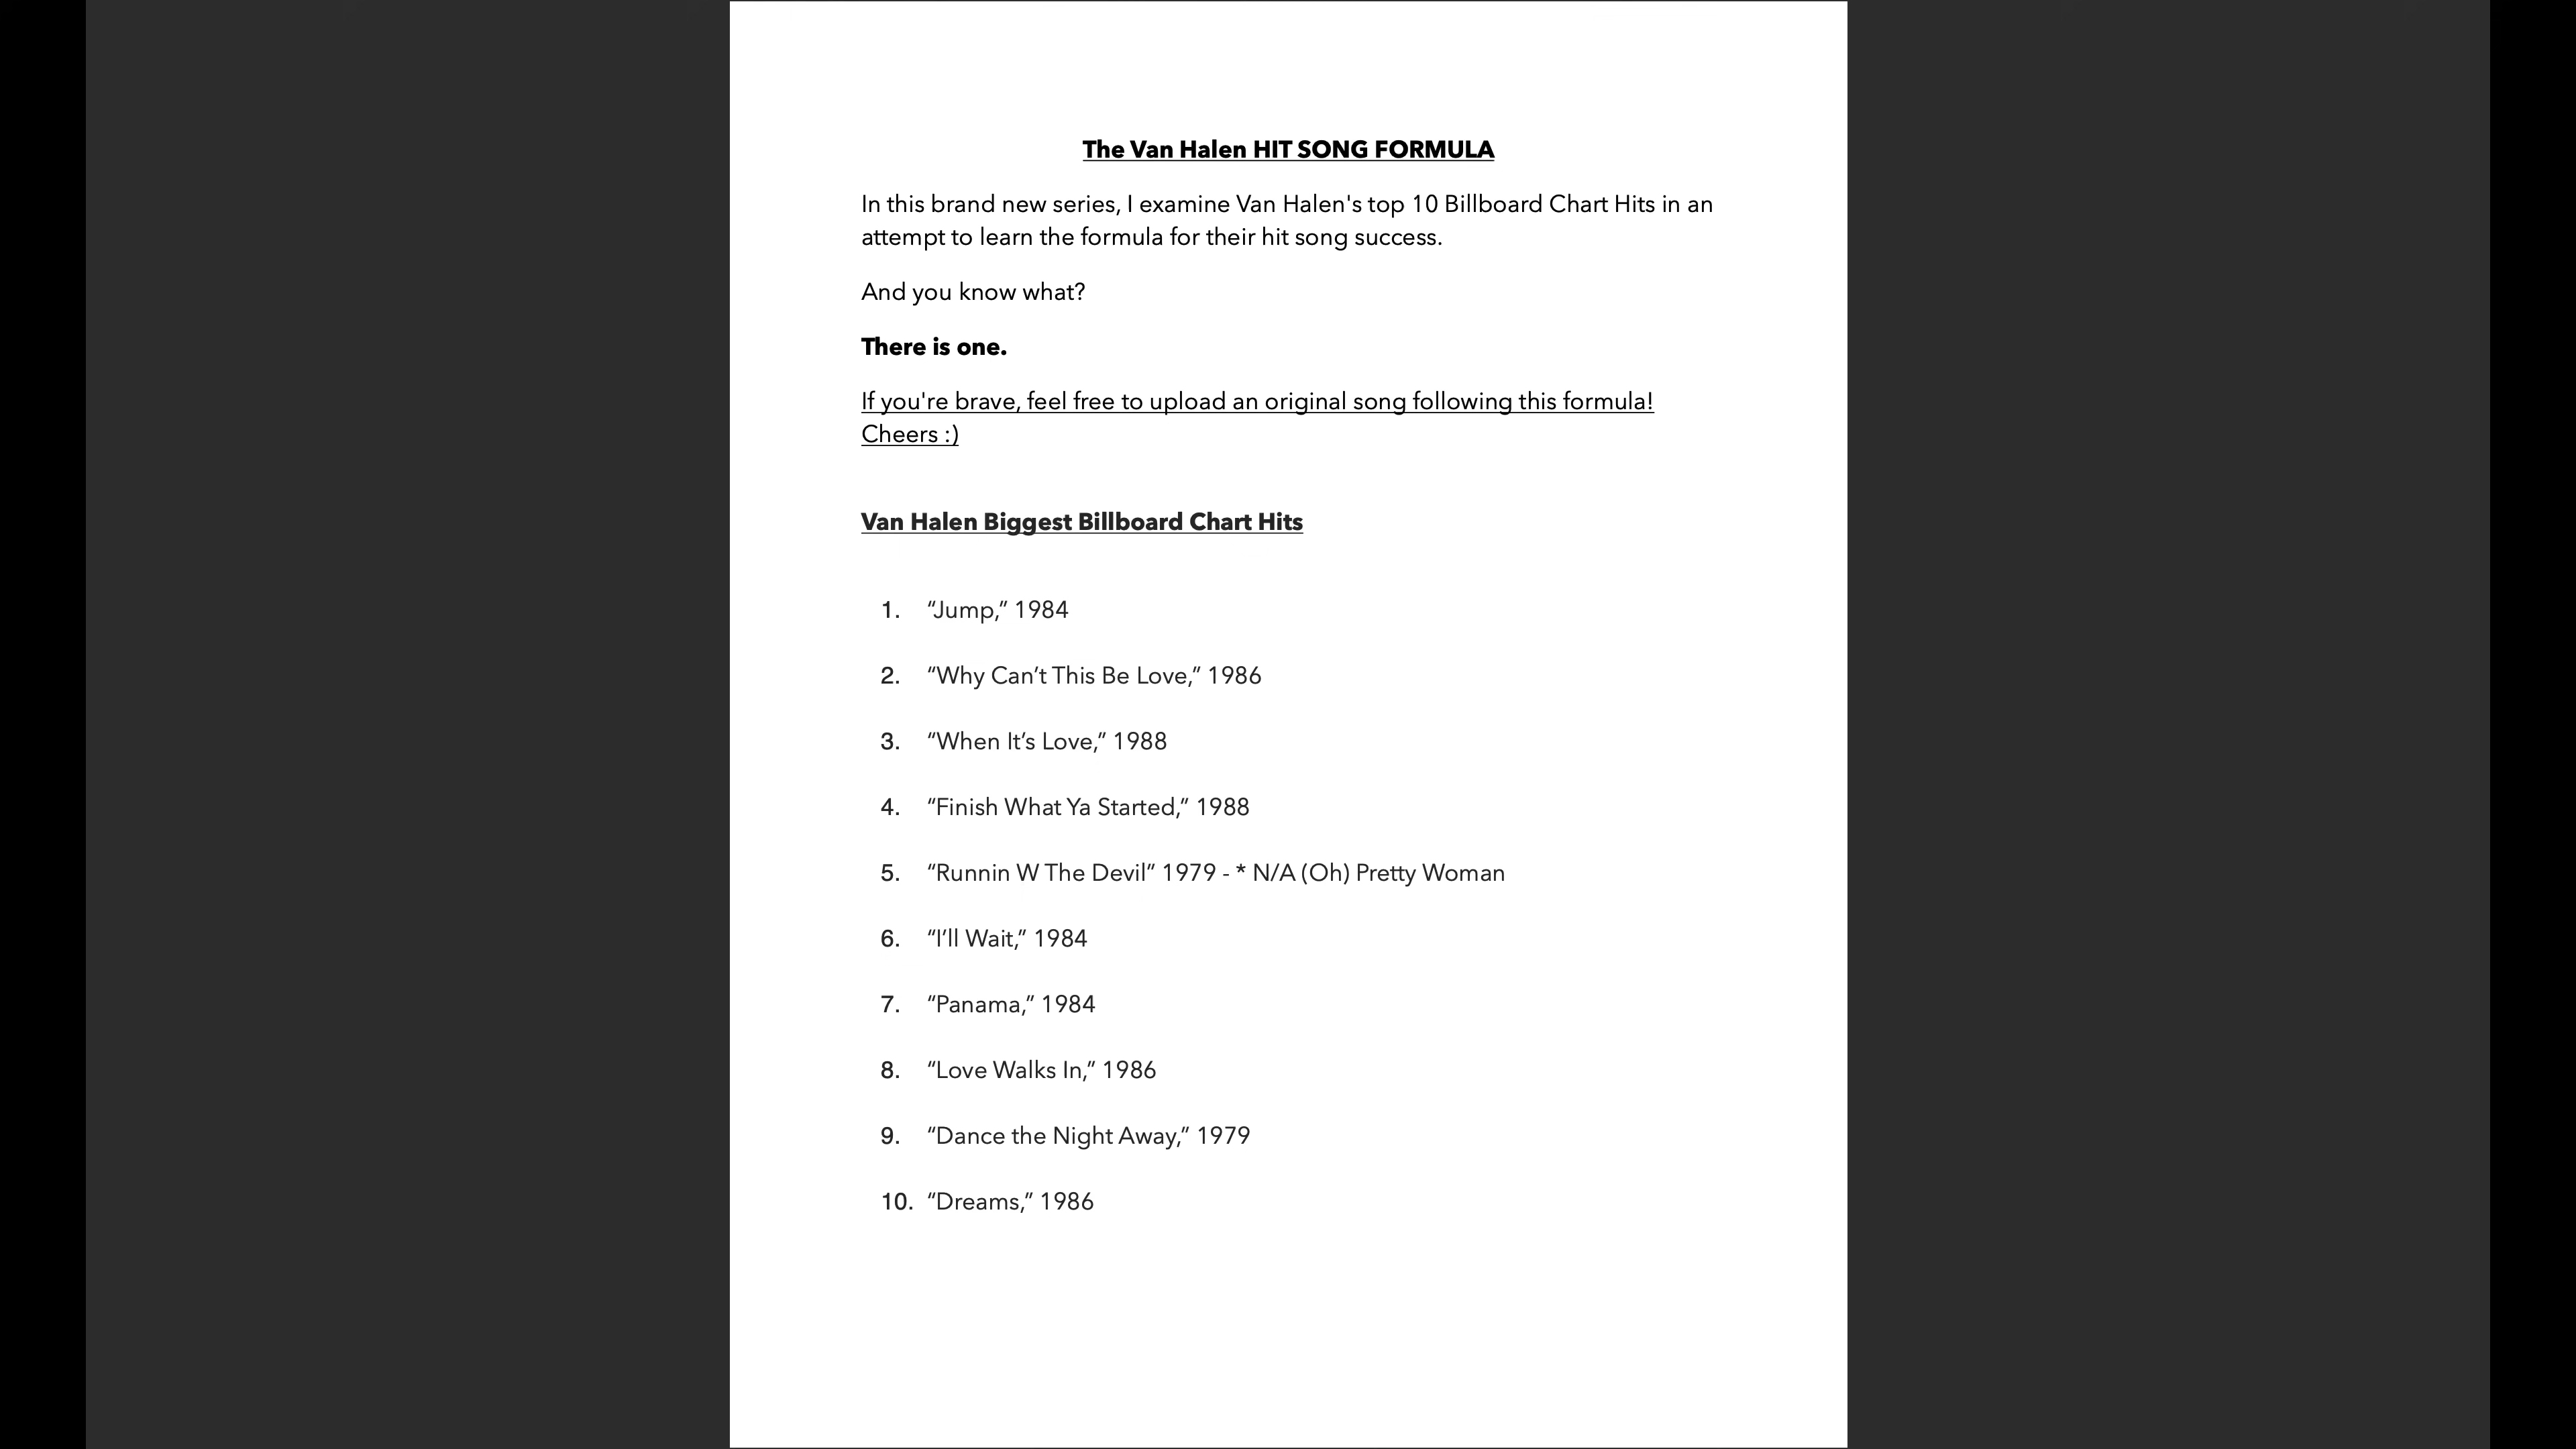 The Van Halen HIT SONG FORMULA
In this brand new series, I examine Van Halen's top 10 Billboard Chart Hits in an
attempt to learn the formula for their hit song success.
And you know what?
There is one.
If you're brave, feel free to upload an original song following this formula!
Cheers :)
Van Halen Biggest Billboard Chart Hits
1. “Jump,” 1984
2. “Why Can’t This Be Love,” 1986
3. “When It’s Love,” 1988
4. “Finish What Ya Started,” 1988
5. “Runnin W The Devil” 1979 - * N/A (Oh) Pretty Woman
6. “I’ll Wait,” 1984
7. “Panama,” 1984
8. “Love Walks In,” 1986
9. “Dance the Night Away,” 1979
10. “Dreams,” 1986